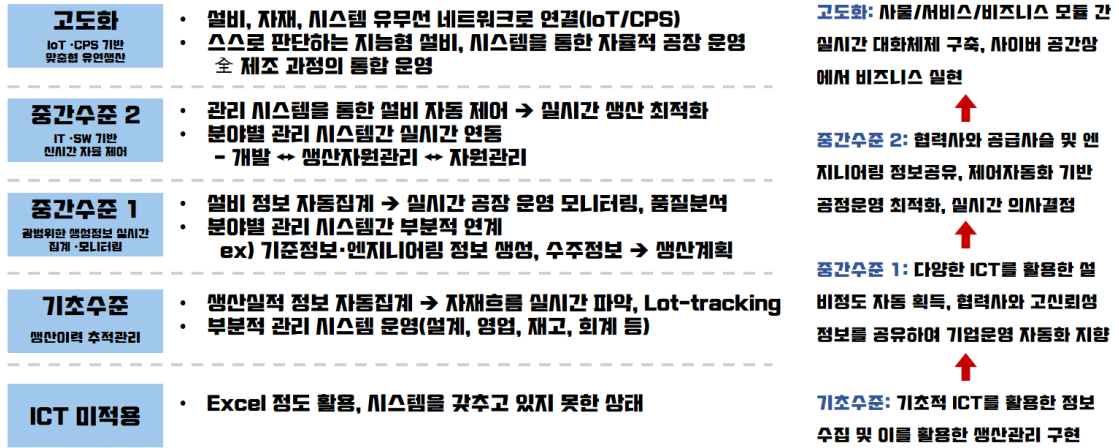 고도화
IoT ·CPS 기반
맞춤형 유연생산
• 설비, 자재, 시스템 유무선 네트워크로 연결(IoT/CPS)
• 스스로 판단하는 지능형 설비, 시스템을 통한 자율적 공장 운영
全 제조 과정의 통합 운영
중간수준 2
IT ·SW 기반
신시간 자율 제어
• 관리 시스템을 통한 설비 자동 제어 → 실시간 생산 최적화
• 분야별 관리 시스템간 실시간 연동
- 개발 ↔ 생산자원관리 ↔ 자원관리
중간수준 1
광범위한 생성정보 실시간
집계 ·모니터링
• 설비 정보 자동집계 → 실시간 공장 운영 모니터링, 품질분석
• 분야별 관리 시스템간 부분적 연계
ex) 기준정보·엔지니어링 정보 생성, 수주정보 → 생산계획
기초수준
생산이력 추적관리
• 생산실적 정보 자동집계 → 자재흐름 실시간 파악, Lot-tracking
• 부분적 관리 시스템 운영(설계, 영업, 재고, 회계 등)
ICT 미적용
• Excel 정도 활용, 시스템을 갖추고 있지 못한 상태
고도화: 사물/서비스/비즈니스 모듈 간
실시간 대화체제 구축, 사이버 공간상
에서 비즈니스 실현
중간수준 2: 협력사와 공급사슬 및 엔
지니어링 정보공유, 제어자동화 기반
공정운영 최적화, 실시간 의사결정
중간수준 1: 다양한 ICT를 활용한 설
비정도 자동 획득, 협력사와 고신뢰성
정보를 공유하여 기업운영 자동화 지향
기초수준: 기초적 ICT를 활용한 정보
수집 및 이를 활용한 생산관리 구현